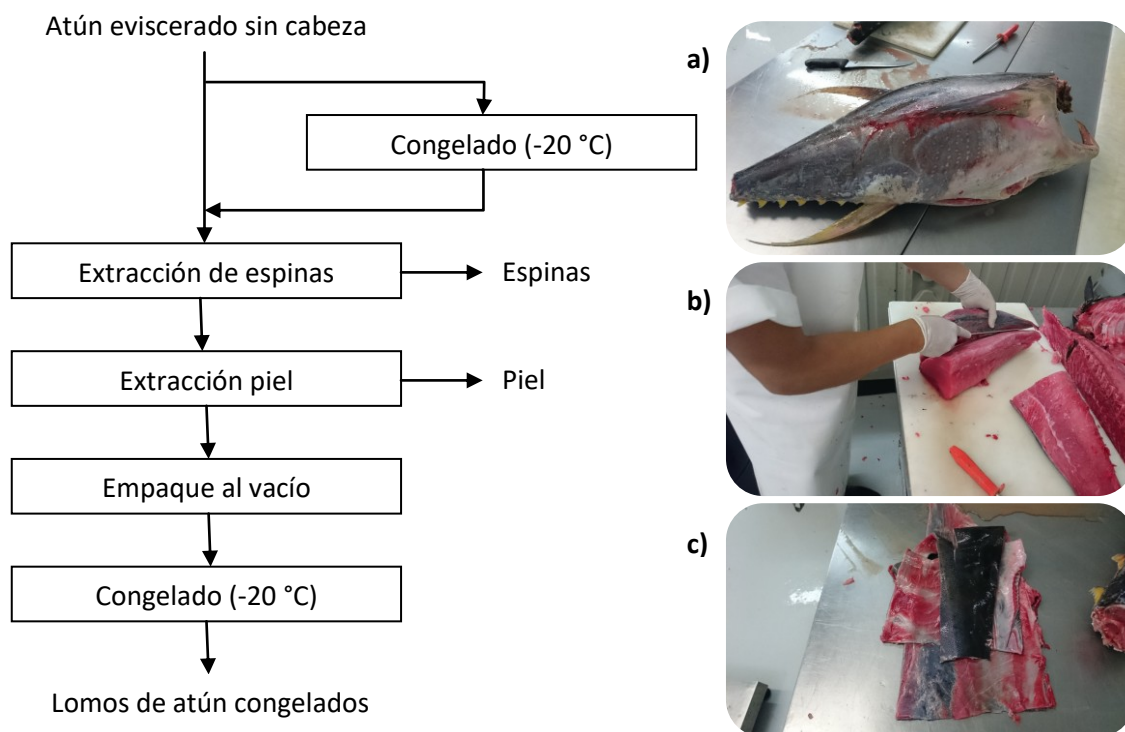 Atún eviscerado sin cabeza
Congelado (-20 °C)
Extracción de espinas
Espinas
Extracción piel
Piel
Empaque al vacío
Congelado (-20 °C)
Lomos de atún congelados
a)
b)
c)